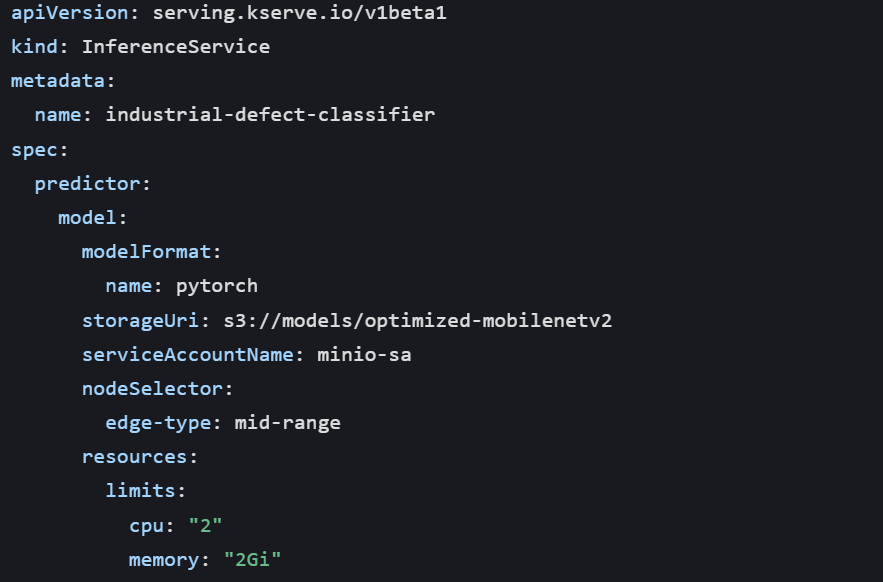 apiVersion: serving.kserve.io/v1beta1
kind: InferenceService
metadata:
  name: industrial-defect-classifier
spec:
  predictor:
    model:
      modelFormat:
        name: pytorch
      storageUri: s3://models/optimized-mobilenetv2
      serviceAccountName: minio-sa
      nodeSelector:
        edge-type: mid-range
      resources:
        limits:
          cpu: "2"
          memory: "2Gi"